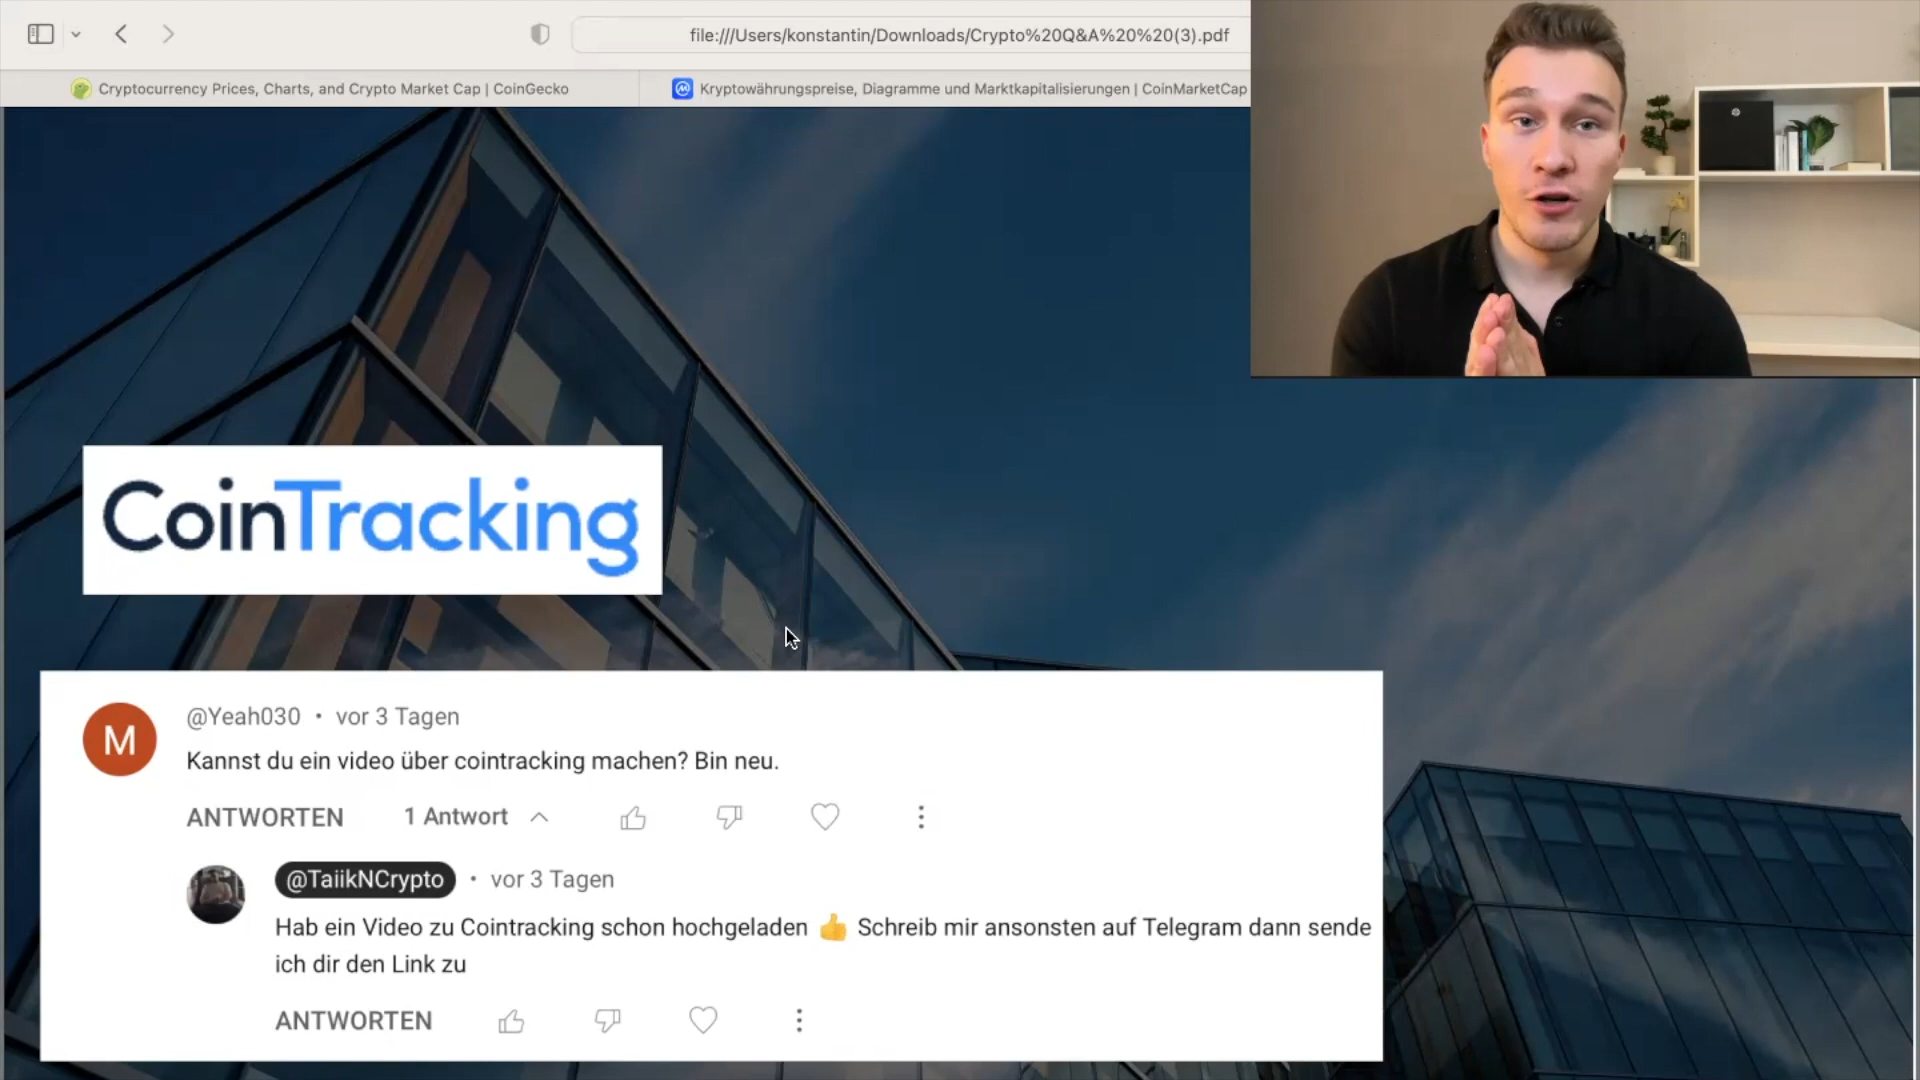 file:///Users/konstantin/Downloads/Crypto%20Q&A%20%20(3).pdf
Cryptocurrency Prices, Charts, and Crypto Market Cap | CoinGecko
Kryptowährungspreise, Diagramme und Marktkapitalisierungen | CoinMarketCap
CoinTracking
M
@Yeah030 • vor 3 Tagen
Kannst du ein video über cointracking machen? Bin neu.
ANTWORTEN 1 Antwort
@TaiikNCrypto • vor 3 Tagen
Hab ein Video zu Cointracking schon hochgeladen 👍 Schreib mir ansonsten auf Telegram dann sende
ich dir den Link zu
ANTWORTEN